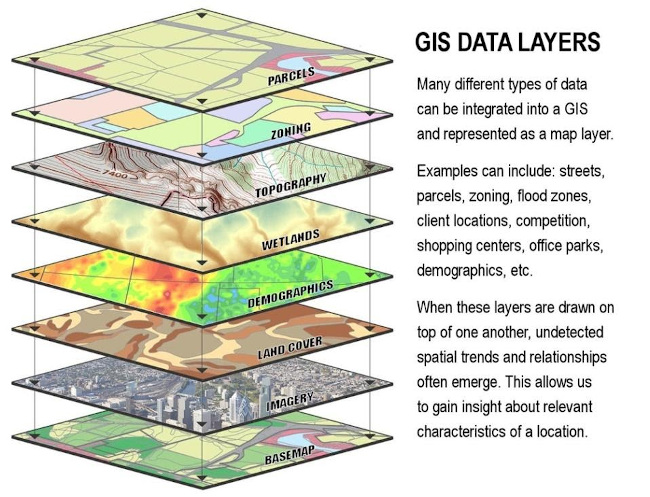 GIS DATA LAYERS
Many different types of data
can be integrated into a GIS
and represented as a map layer.
Examples can include: streets,
parcels, zoning, flood zones,
client locations, competition,
shopping centers, office parks,
demographics, etc.
When these layers are drawn on
top of one another, undetected
spatial trends and relationships
often emerge. This allows us
to gain insight about relevant
characteristics of a location.
PARCELS
ZONING
7400
TOPOGRAPHY
WETLANDS
DEMOGRAPHICS
LAND COVER
IMAGERY
BASEMAP